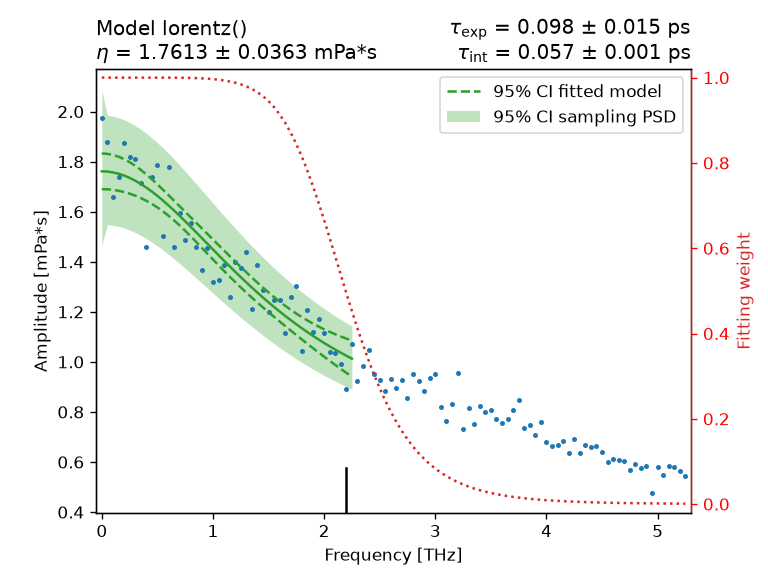 Model lorentz()
η = 1.7613 ± 0.0363 mPa*s
τexp = 0.098 ± 0.015 ps
τint = 0.057 ± 0.001 ps
95% CI fitted model
95% CI sampling PSD
Amplitude [mPa*s]
2.0
1.8
1.6
1.4
1.2
1.0
0.8
0.6
0.4
0
1
2
3
4
5
Frequency [THz]
1.0
0.8
0.6
0.4
0.2
0.0
Fitting weight